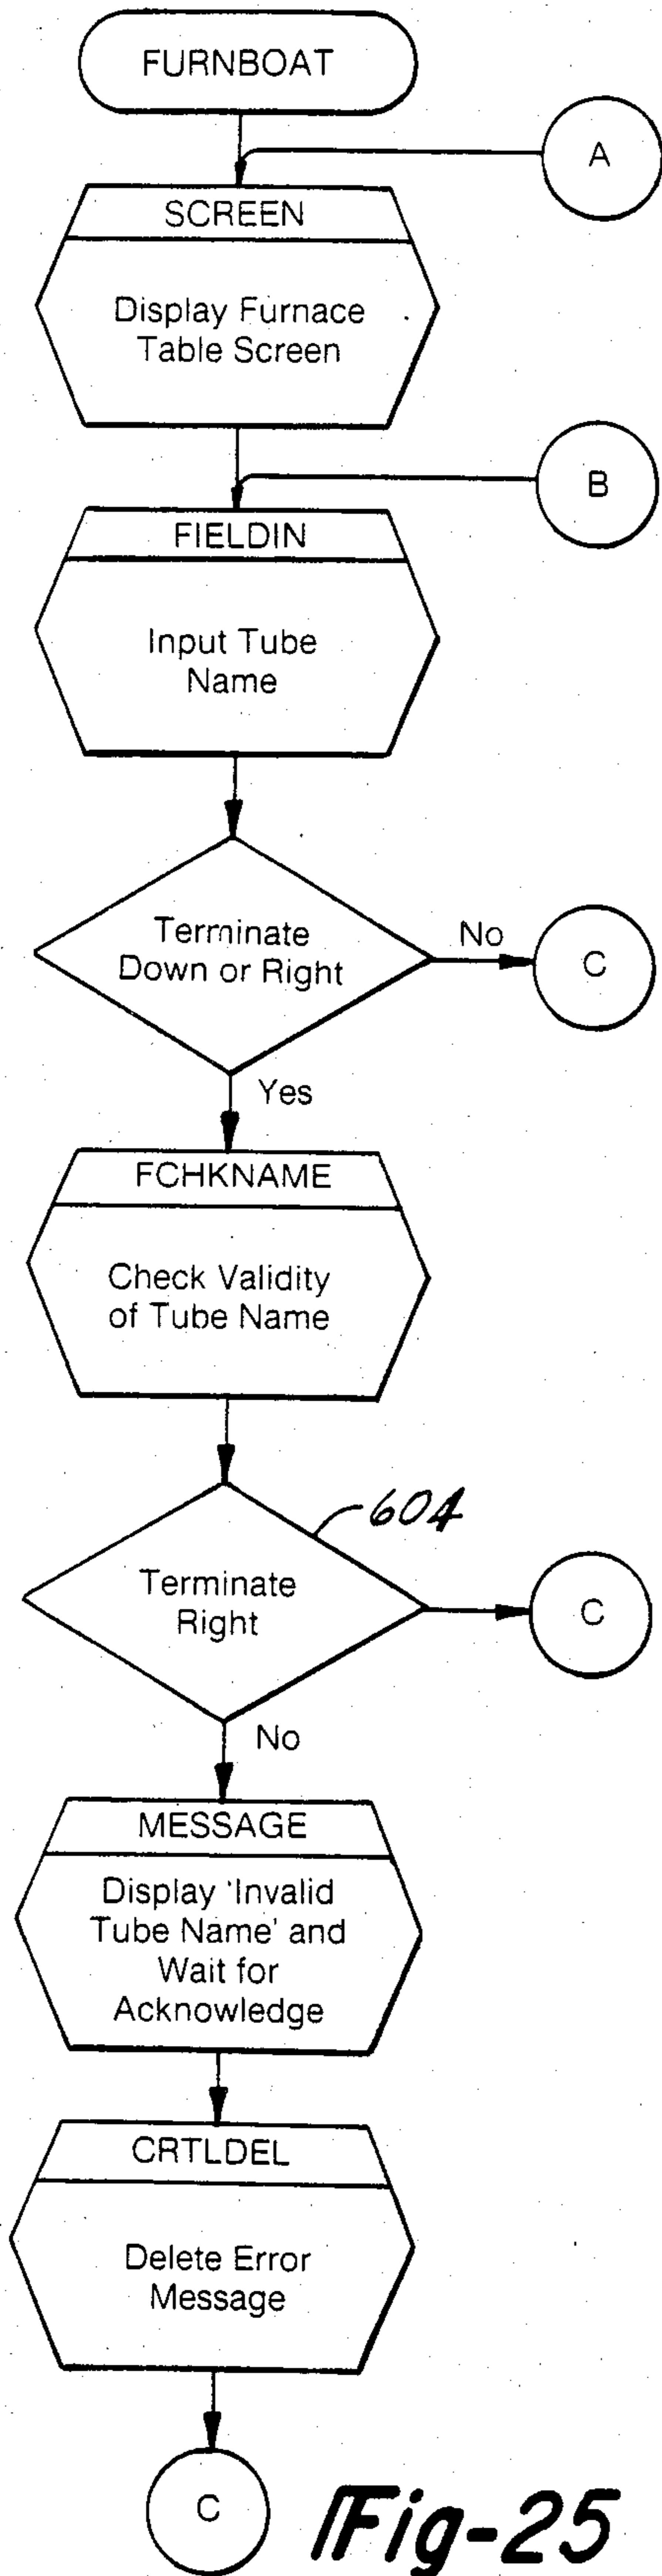 FURNBOAT
A
SCREEN
Display Furnace
Table Screen
B
FIELDIN
Input Tube
Name
Terminate
Down or Right
No
C
Yes
FCHKNAME
Check Validity
of Tube Name
604
Terminate
Right
C
No
MESSAGE
Display 'Invalid
Tube Name' and
Wait for
Acknowledge
CRTLDEL
Delete Error
Message
C
Fig-25